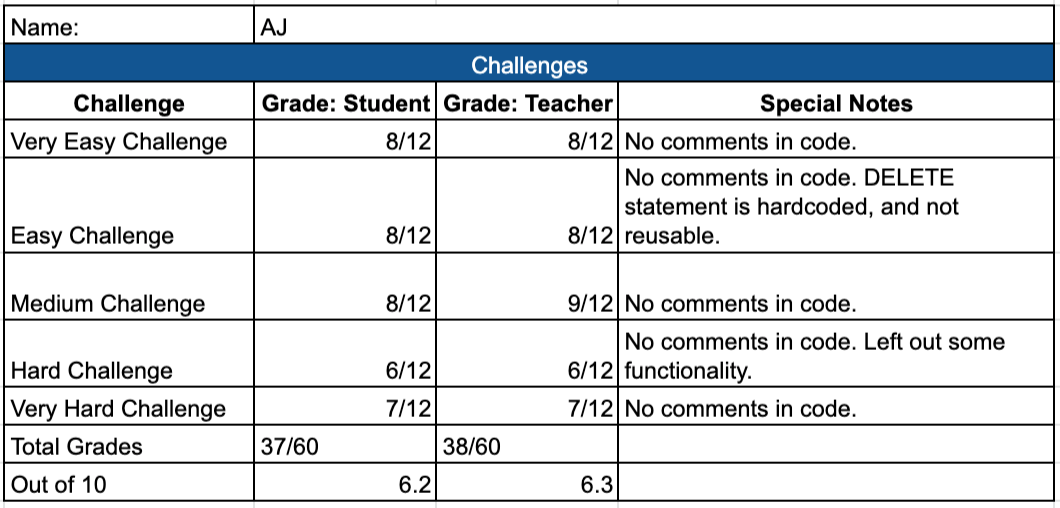 Name: AJ
Challenges
Challenge Grade: Student Grade: Teacher Special Notes
Very Easy Challenge 8/12 8/12 No comments in code.
No comments in code. DELETE
statement is hardcoded, and not
Easy Challenge 8/12 8/12 reusable.
Medium Challenge 8/12 9/12 No comments in code.
No comments in code. Left out some
Hard Challenge 6/12 6/12 functionality.
Very Hard Challenge 7/12 7/12 No comments in code.
Total Grades 37/60 38/60
Out of 10 6.2 6.3